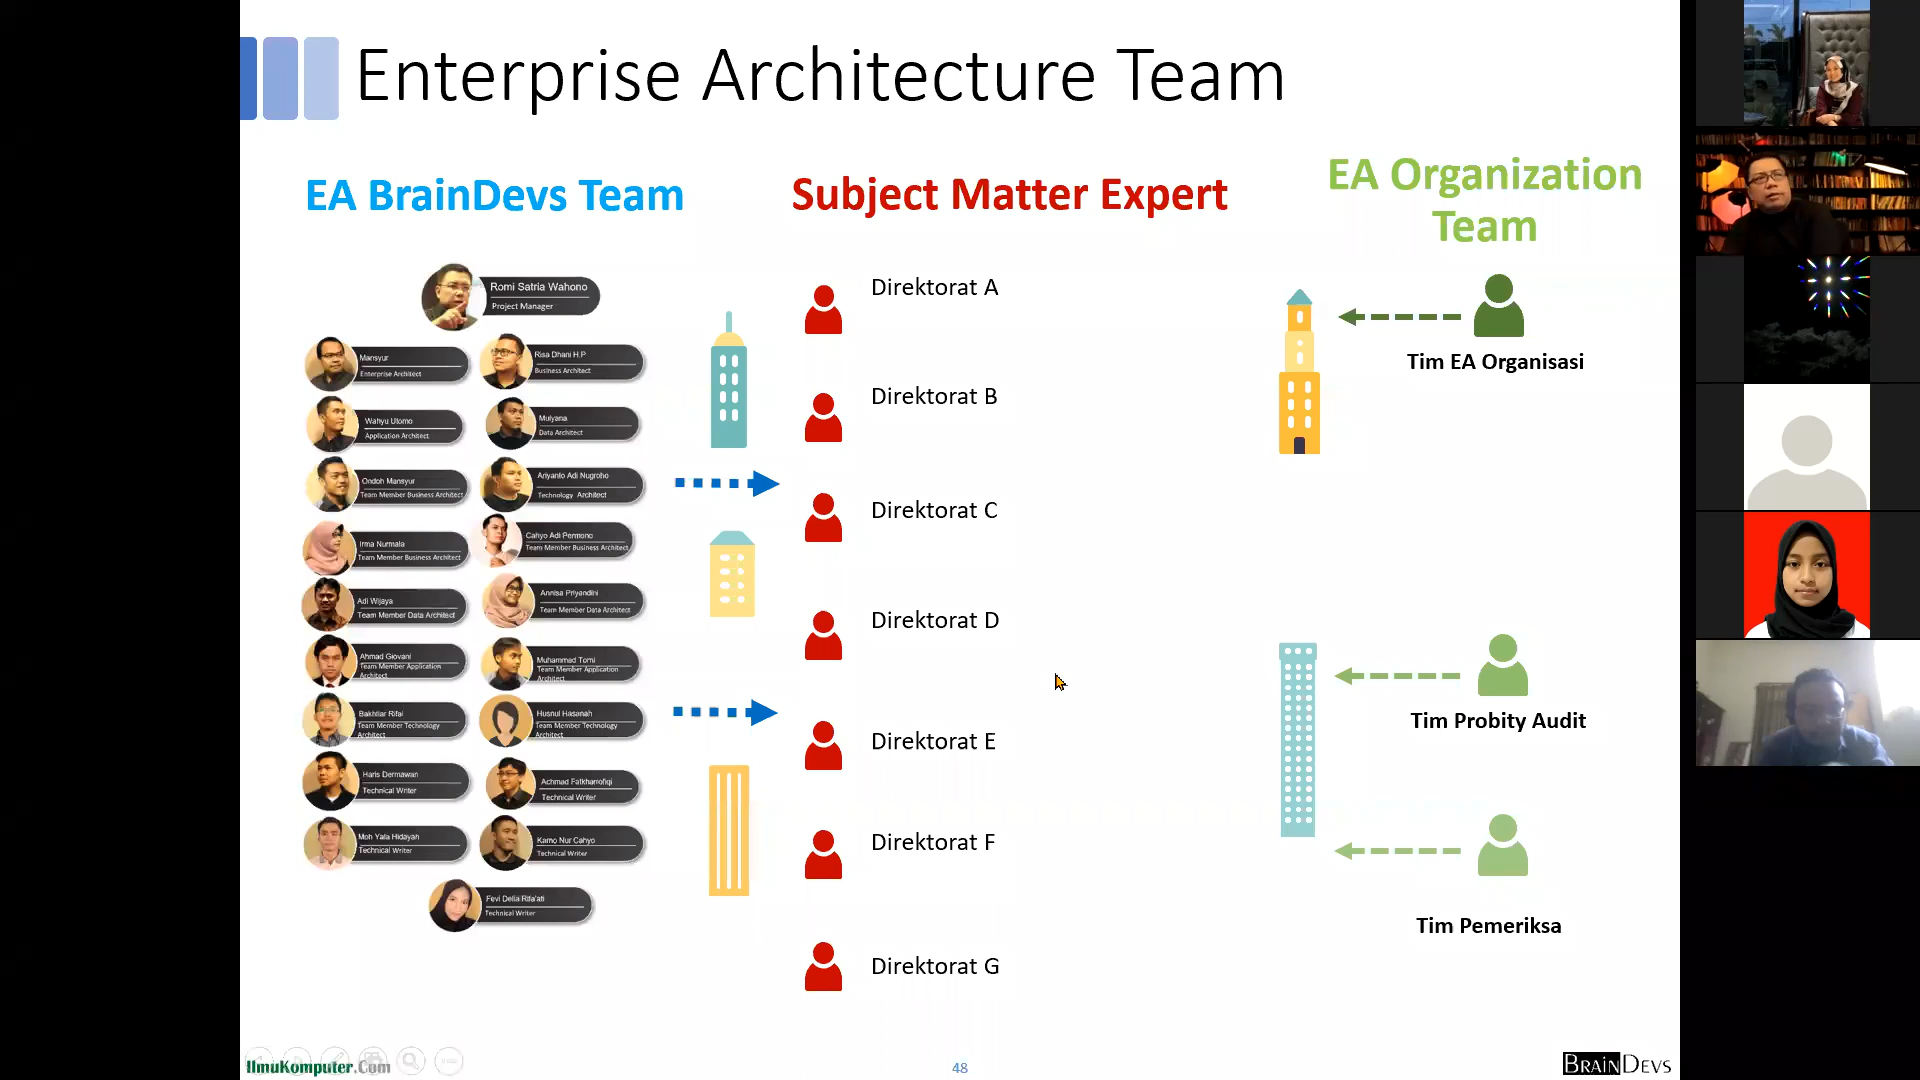 Enterprise Architecture Team
EA BrainDevs Team
Romi Satria Wahono
Project Manager
Mansyur
Enterprise Architect
Risa Dhani H.P
Business Architect
Wahyu Utomo
Application Architect
Mulyana
Data Architect
Ondoh Mansyur
Team Member Business Architect
Ariyanto Adi Nugroho
Technology Architect
Irma Nurmala
Team Member Business Architect
Cahyo Adi Permono
Team Member Business Architect
Adi Wijaya
Team Member Data Architect
Annisa Priyandini
Team Member Data Architect
Ahmad Giovani
Team Member Application
Architect
Muhammad Tomi
Team Member Application
Architect
Bakhtiar Rifai
Team Member Technology
Architect
Husnul Hasanah
Team Member Technology
Architect
Haris Dermawan
Technical Writer
Achmad Fatkharrofiqi
Technical Writer
Moh Yala Hidayah
Technical Writer
Karno Nur Cahyo
Technical Writer
Fevi Delia Rifa'ati
Technical Writer
Subject Matter Expert
Direktorat A
Direktorat B
Direktorat C
Direktorat D
Direktorat E
Direktorat F
Direktorat G
EA Organization
Team
Tim EA Organisasi
Tim Probity Audit
Tim Pemeriksa
IlmuKomputer.Com
48
BRAINDEVS